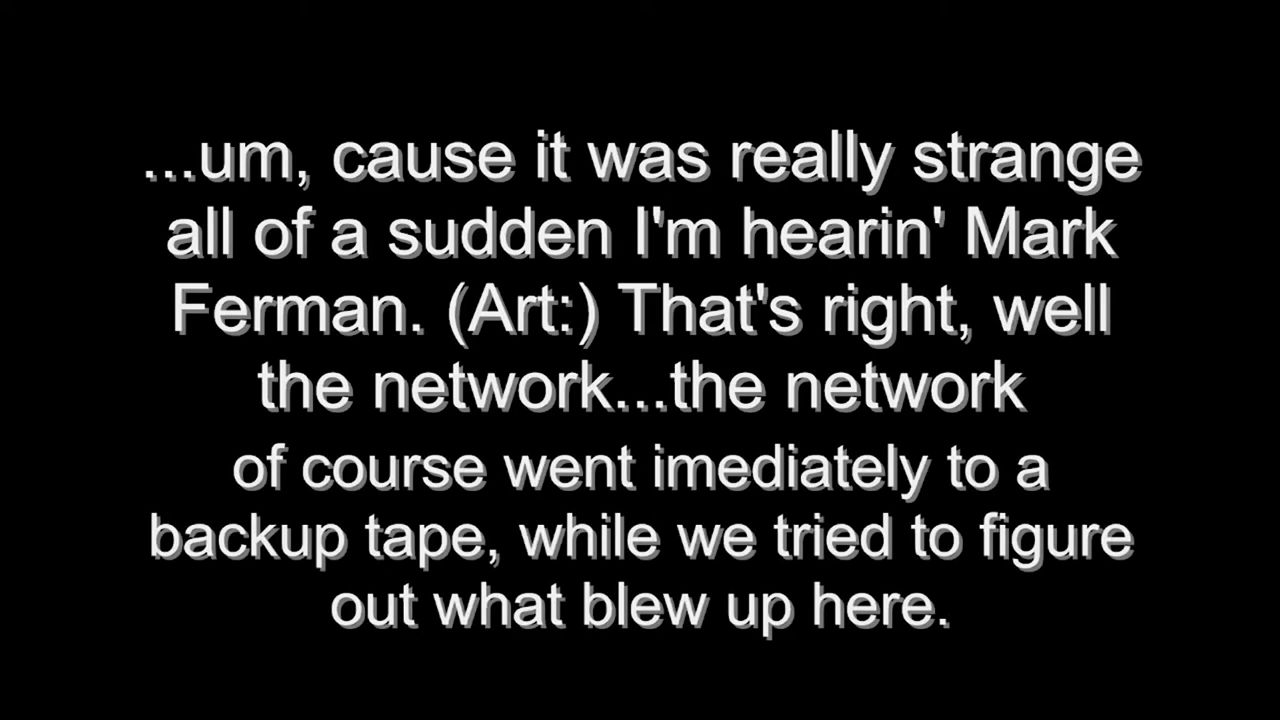 ...um, cause it was really strange
all of a sudden I'm hearin' Mark
Ferman. (Art:) That's right, well
the network...the network
of course went imediately to a
backup tape, while we tried to figure
out what blew up here.